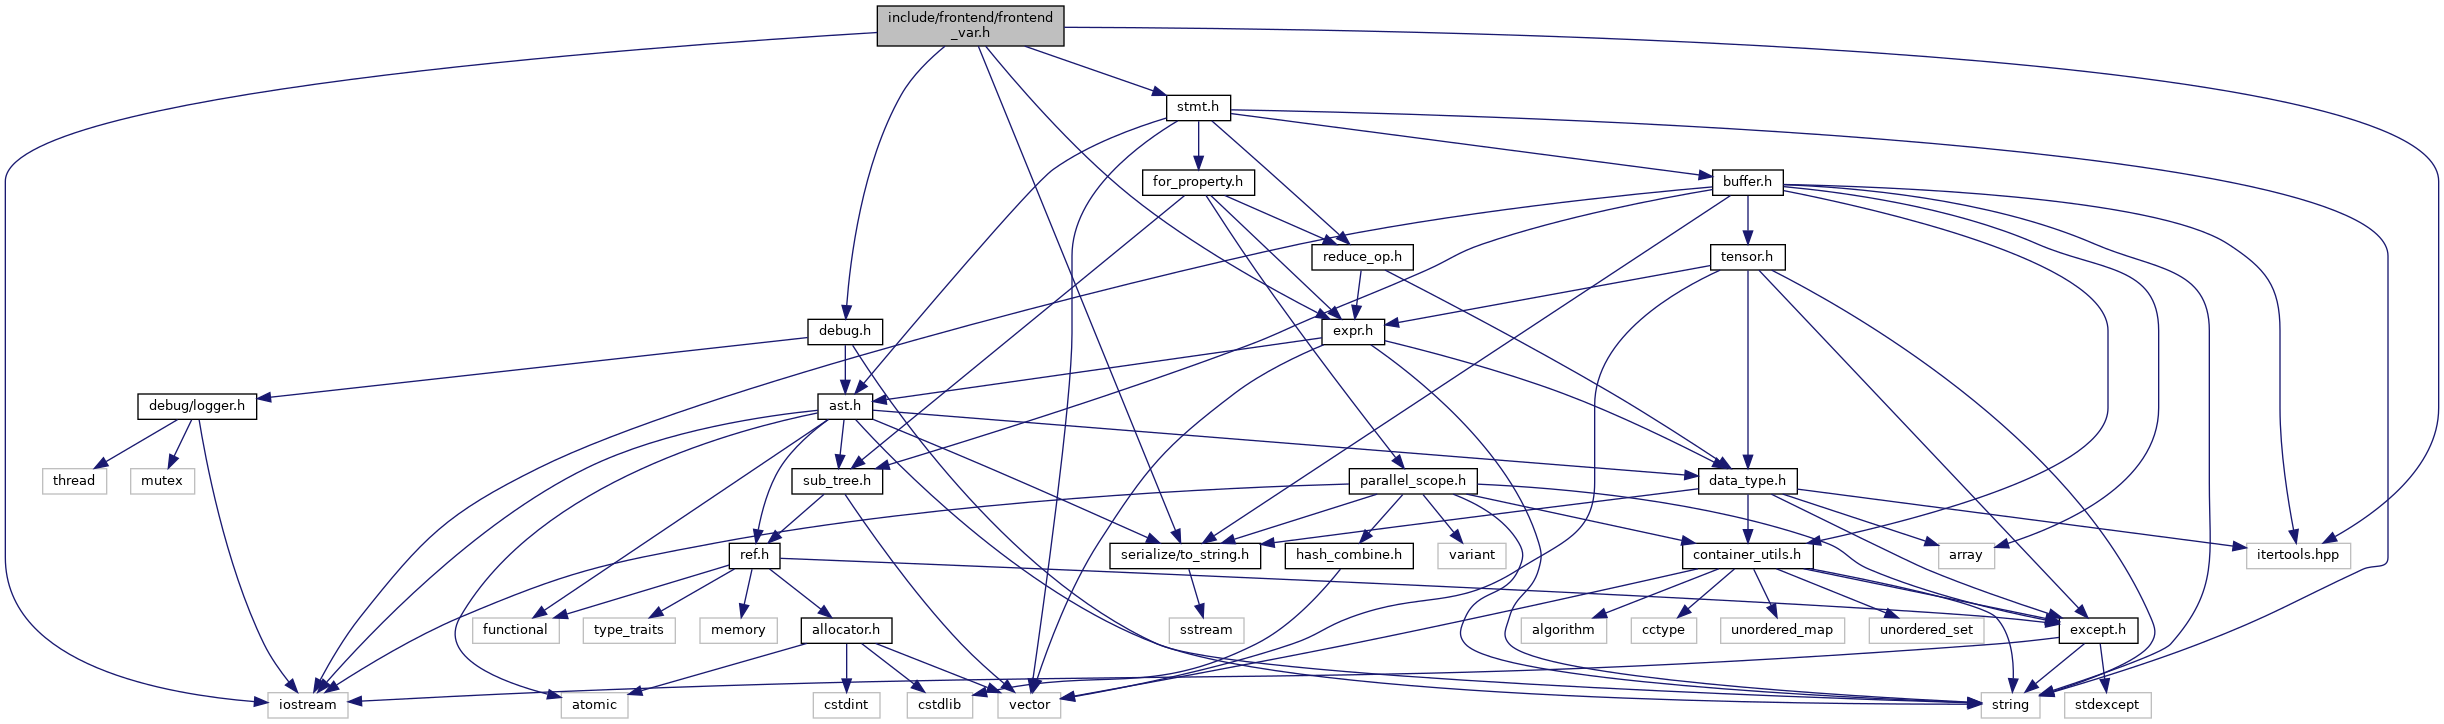 include/frontend/frontend
_var.h
stmt.h
for_property.h
buffer.h
reduce_op.h
tensor.h
debug.h
expr.h
debug/logger.h
ast.h
thread
mutex
sub_tree.h
parallel_scope.h
data_type.h
ref.h
serialize/to_string.h
hash_combine.h
variant
container_utils.h
array
itertools.hpp
functional
type_traits
memory
allocator.h
sstream
algorithm
cctype
unordered_map
unordered_set
except.h
iostream
atomic
cstdint
cstdlib
vector
string
stdexcept